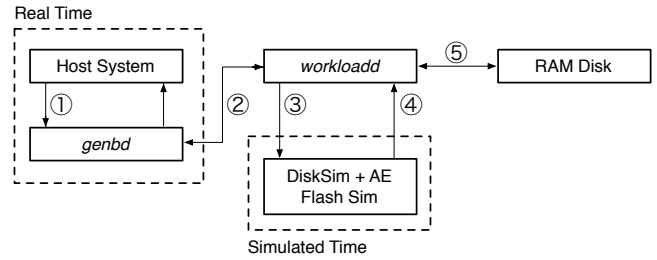 Real Time
Host System
workloadd
⑤
RAM Disk
①
②
③
④
genbd
DiskSim + AE
Flash Sim
Simulated Time